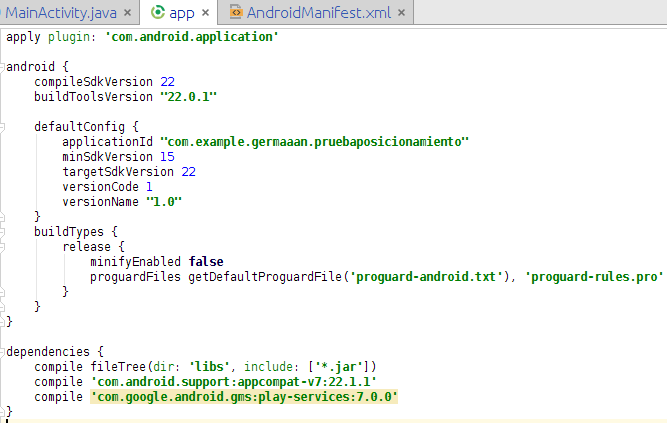 MainActivity.java × app × AndroidManifest.xml ×
apply plugin: 'com.android.application'
android {
compileSdkVersion 22
buildToolsVersion "22.0.1"
defaultConfig {
applicationId "com.example.germaaan.pruebaposicionamiento"
minSdkVersion 15
targetSdkVersion 22
versionCode 1
versionName "1.0"
}
buildTypes {
release {
minifyEnabled false
proguardFiles getDefaultProguardFile('proguard-android.txt'), 'proguard-rules.pro'
}
}
}
dependencies {
compile fileTree(dir: 'libs', include: ['*.jar'])
compile 'com.android.support:appcompat-v7:22.1.1'
compile 'com.google.android.gms:play-services:7.0.0'
}